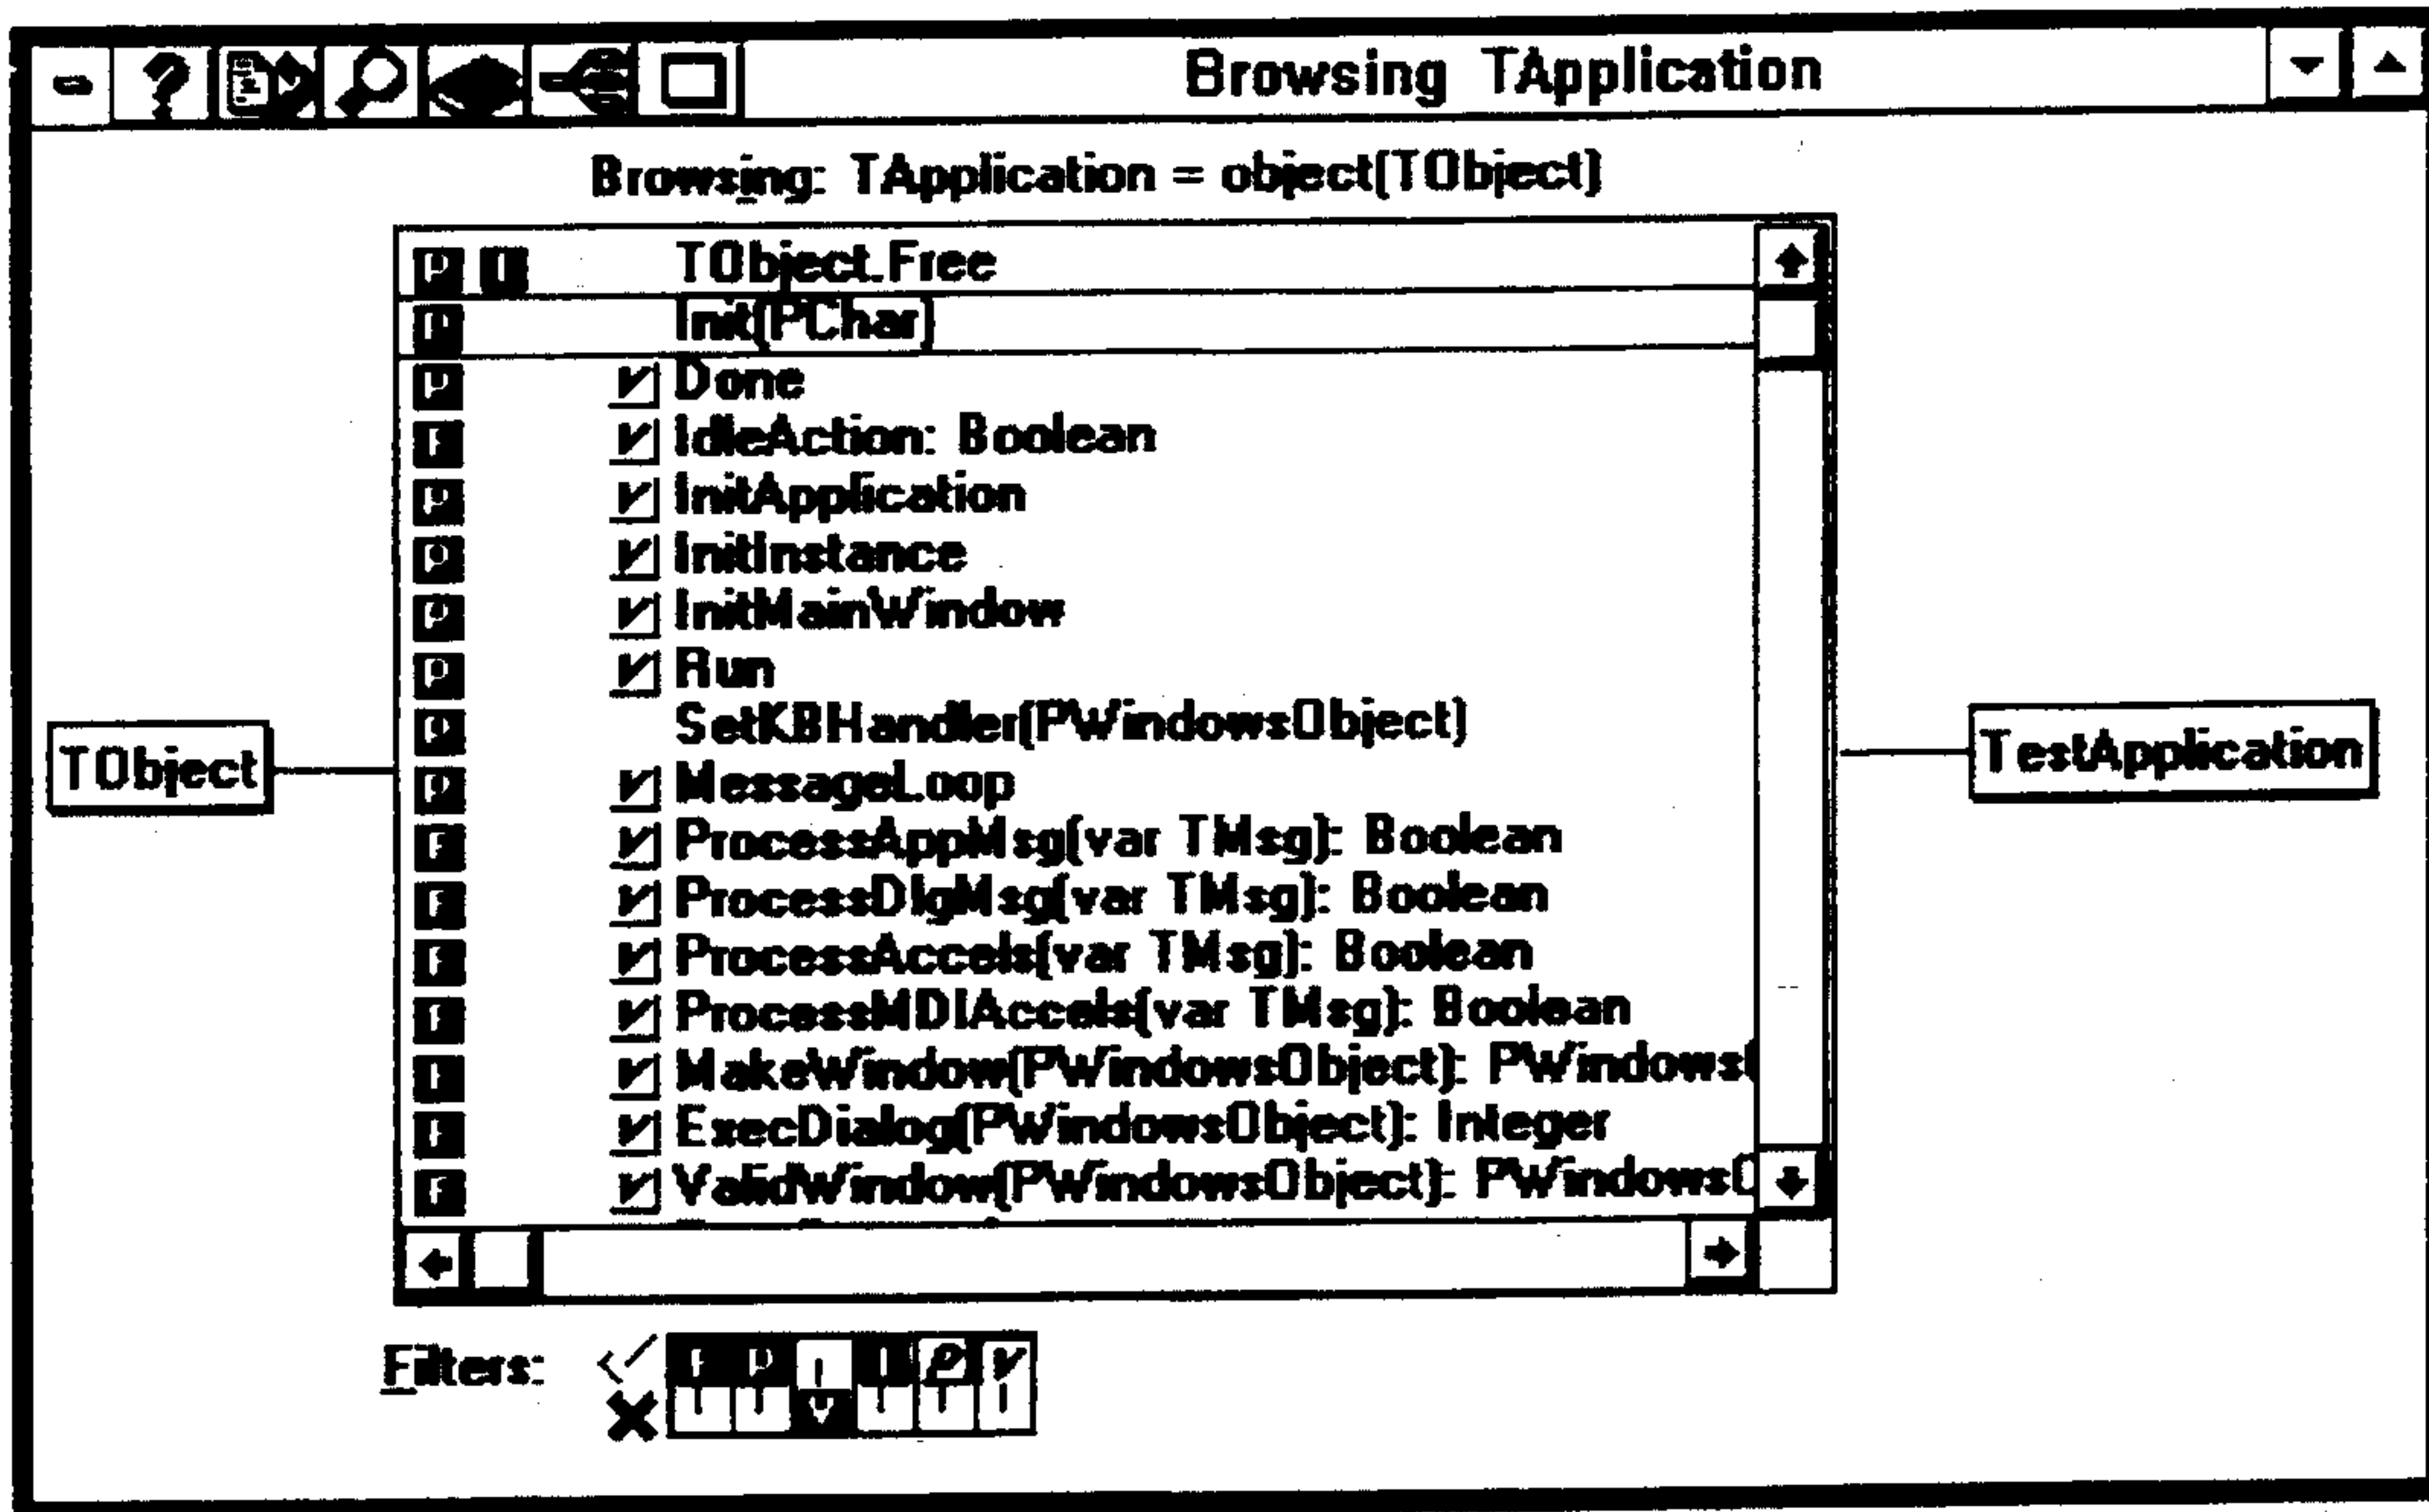 Browsing TApplication
Browsing: TApplication = object(TObject)
P I TObject.Free
P Init(PChar)
P V Done
F V IdleAction: Boolean
P V InitApplication
P V InitInstance
P V InitMainWindow
P V Run
P SetKBHandler(PWindowsObject)
P V MessageLoop
F V ProcessAppMsg(var TMsg): Boolean
F V ProcessDlgMsg(var TMsg): Boolean
F V ProcessAccels(var TMsg): Boolean
F V ProcessMDIAccels(var TMsg): Boolean
F V MakeWindow(PWindowsObject): PWindowsO
F V ExecDialog(PWindowsObject): Integer
F V ValidWindow(PWindowsObject): PWindowsO
TObject
TestApplication
Filters: F P V I